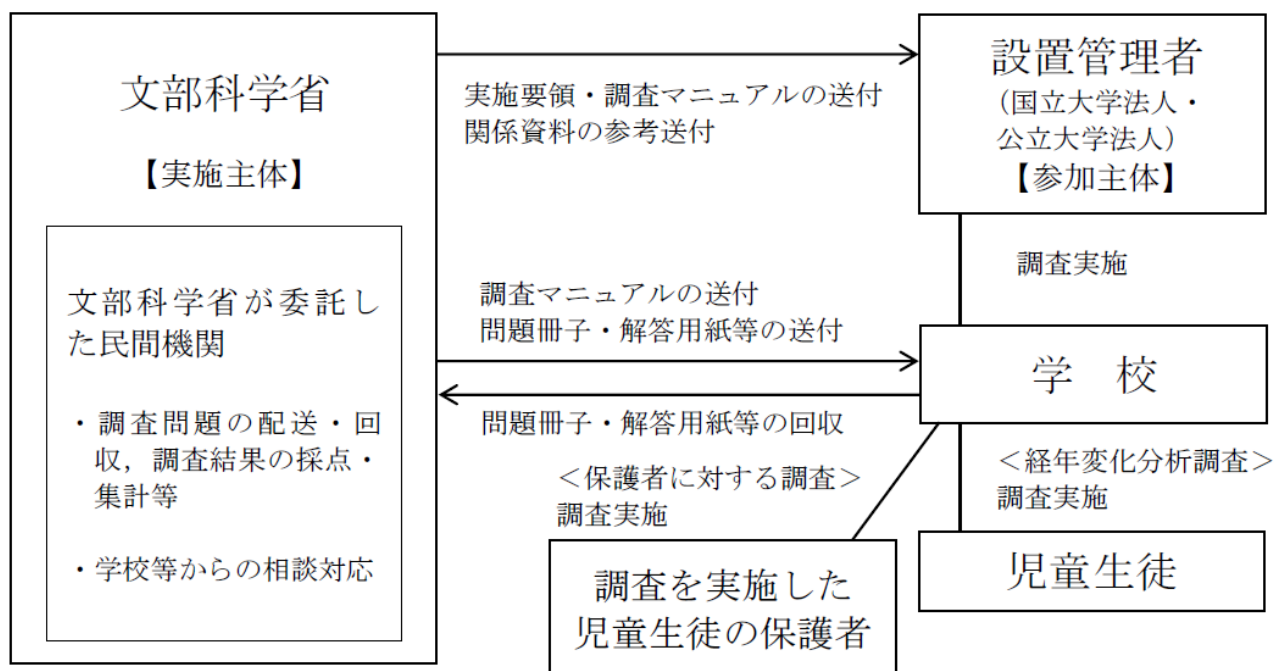 文部科学省
【実施主体】
文部科学省が委託し
た民間機関
・調査問題の配送・回
収，調査結果の採点・
集計等
・学校等からの相談対応
実施要領・調査マニュアルの送付
関係資料の参考送付
設置管理者
（国立大学法人・
公立大学法人）
【参加主体】
調査実施
調査マニュアルの送付
問題冊子・解答用紙等の送付
学　校
問題冊子・解答用紙等の回収
＜保護者に対する調査＞
調査実施
＜経年変化分析調査＞
調査実施
調査を実施した
児童生徒の保護者
児童生徒